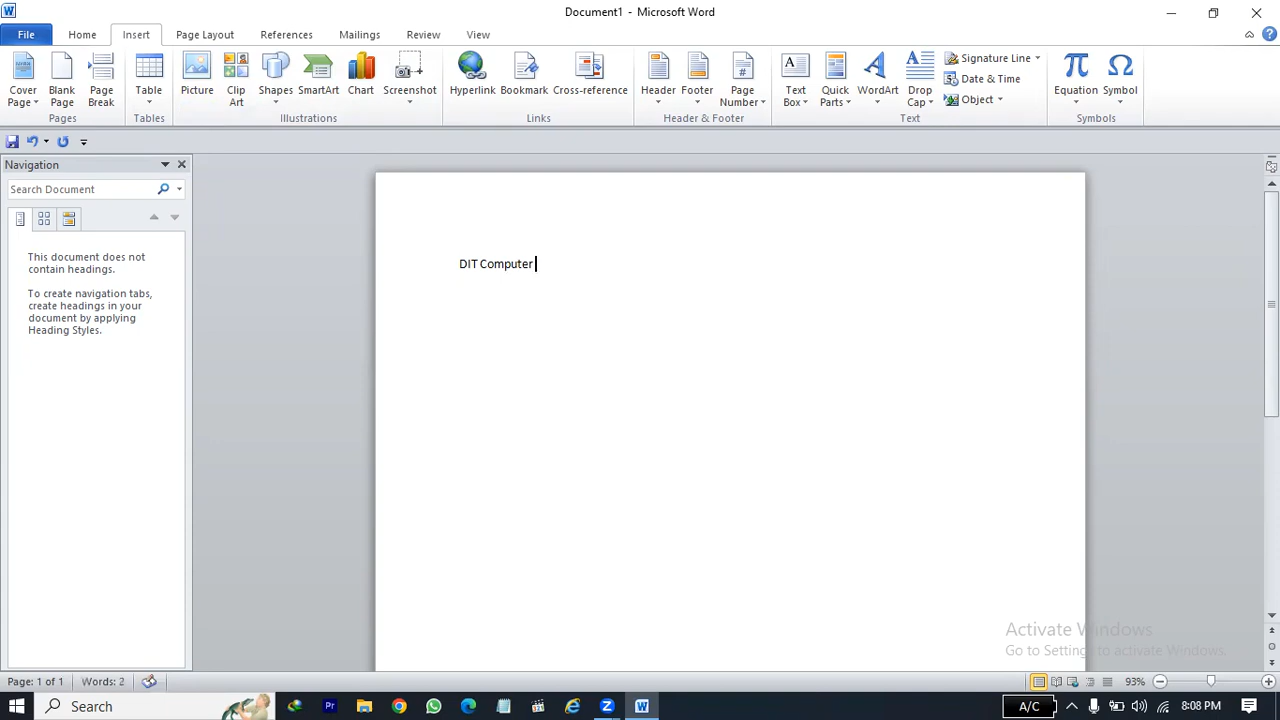 Document1 - Microsoft Word
File Home Insert Page Layout References Mailings Review View
Cover Page Blank Page Page Break Table Picture Clip Art Shapes SmartArt Chart Screenshot Hyperlink Bookmark Cross-reference Header Footer Page Number Text Box Quick Parts WordArt Drop Cap Signature Line Date & Time Object Equation Symbol
Pages Tables Illustrations Links Header & Footer Text Symbols
Navigation
Search Document
This document does not
contain headings.
To create navigation tabs,
create headings in your
document by applying
Heading Styles.
DIT Computer
Activate Windows
Go to Settings to activate Windows.
Page: 1 of 1 Words: 2 93%
Search A/C 8:08 PM